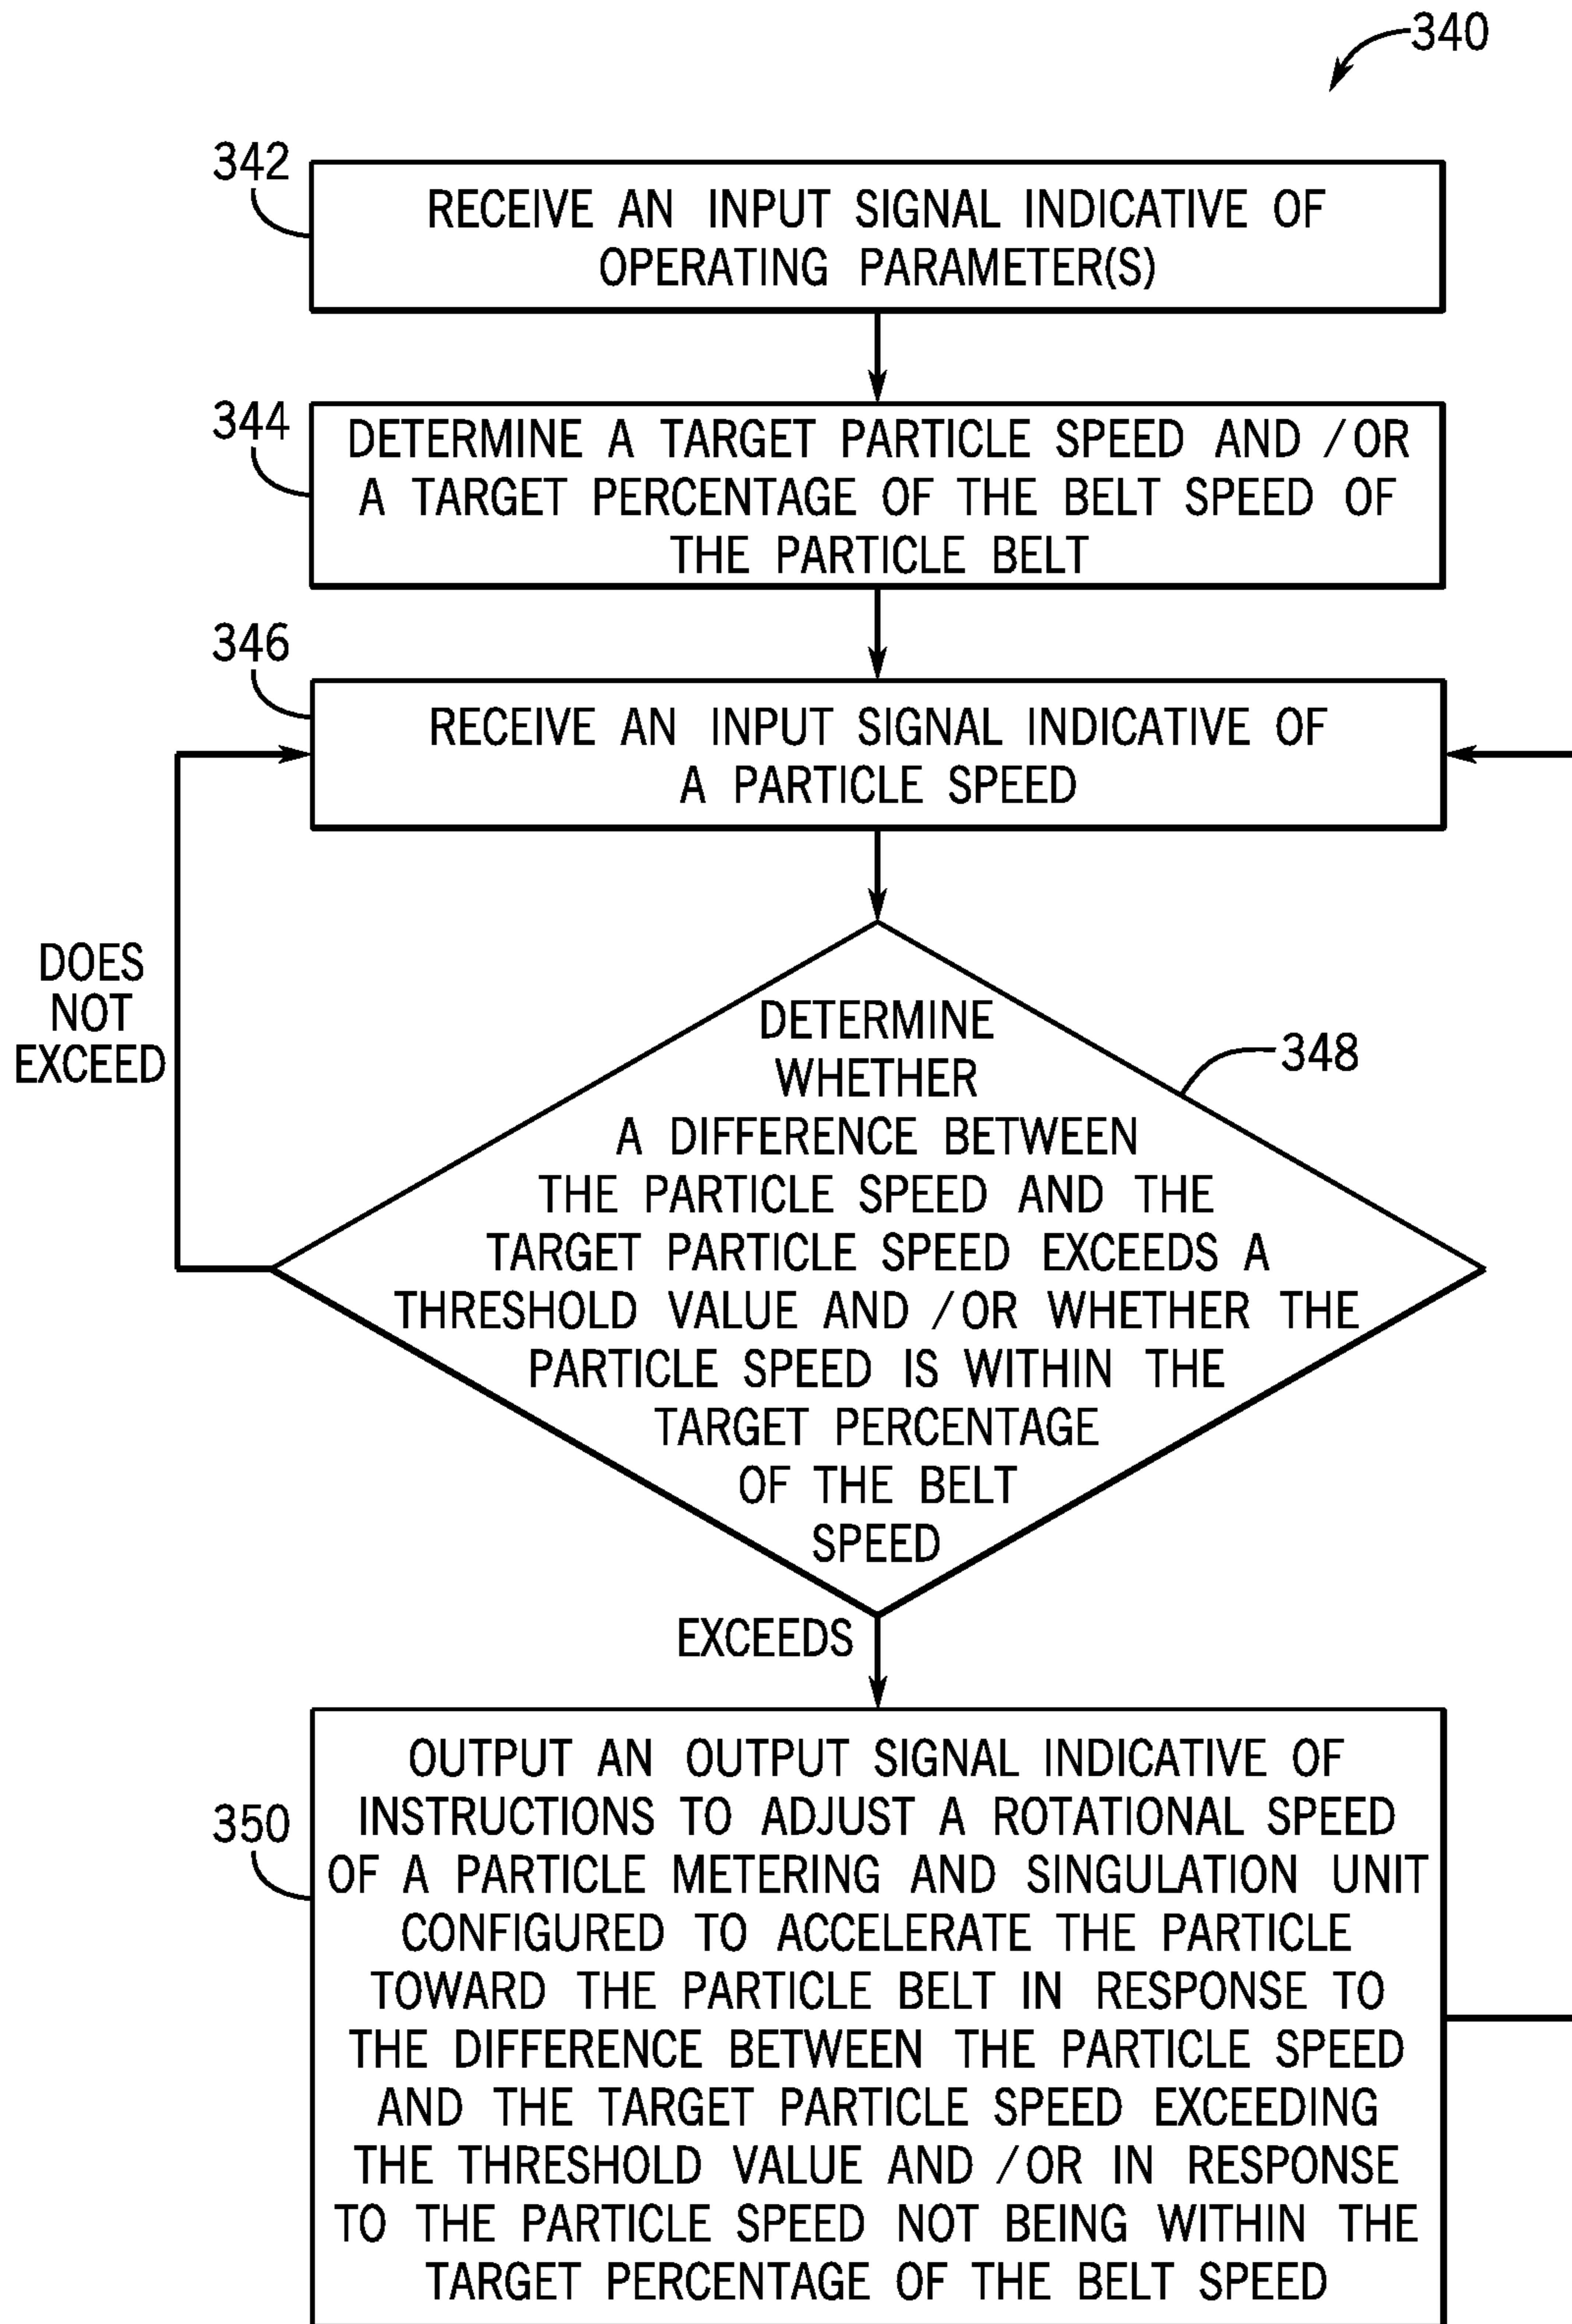 340
342
RECEIVE AN INPUT SIGNAL INDICATIVE OF
OPERATING PARAMETER(S)
344
DETERMINE A TARGET PARTICLE SPEED AND /OR
A TARGET PERCENTAGE OF THE BELT SPEED OF
THE PARTICLE BELT
346
RECEIVE AN INPUT SIGNAL INDICATIVE OF
A PARTICLE SPEED
DOES
NOT
EXCEED
348
DETERMINE
WHETHER
A DIFFERENCE BETWEEN
THE PARTICLE SPEED AND THE
TARGET PARTICLE SPEED EXCEEDS A
THRESHOLD VALUE AND /OR WHETHER THE
PARTICLE SPEED IS WITHIN THE
TARGET PERCENTAGE
OF THE BELT
SPEED
EXCEEDS
350
OUTPUT AN OUTPUT SIGNAL INDICATIVE OF
INSTRUCTIONS TO ADJUST A ROTATIONAL SPEED
OF A PARTICLE METERING AND SINGULATION UNIT
CONFIGURED TO ACCELERATE THE PARTICLE
TOWARD THE PARTICLE BELT IN RESPONSE TO
THE DIFFERENCE BETWEEN THE PARTICLE SPEED
AND THE TARGET PARTICLE SPEED EXCEEDING
THE THRESHOLD VALUE AND /OR IN RESPONSE
TO THE PARTICLE SPEED NOT BEING WITHIN THE
TARGET PERCENTAGE OF THE BELT SPEED